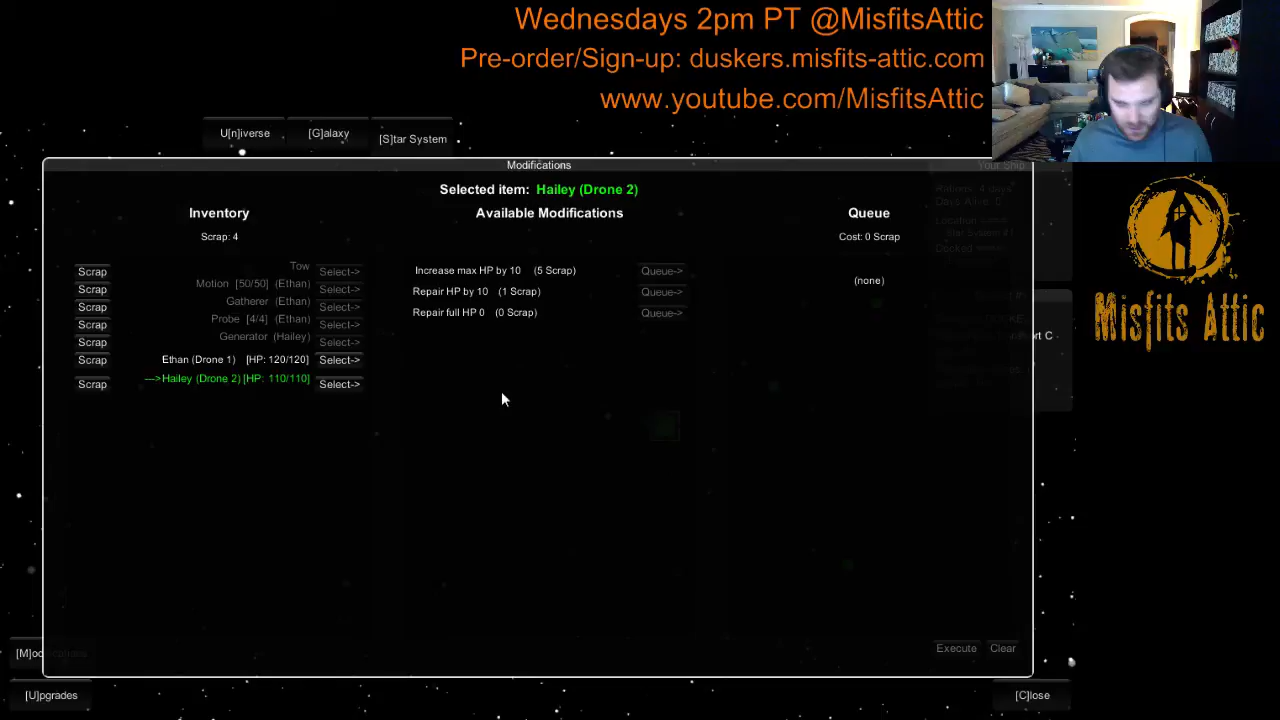 Wednesdays 2pm PT @MisfitsAttic
Pre-order/Sign-up: duskers.misfits-attic.com
www.youtube.com/MisfitsAttic
U[n]iverse
[G]alaxy
[S]tar System
Modifications
Your Ship
Selected item: Hailey (Drone 2)
Inventory
Available Modifications
Queue
Scrap: 4
Cost: 0 Scrap
Scrap Tow Select->
Scrap Motion [50/50] (Ethan) Select->
Scrap Gatherer (Ethan) Select->
Scrap Probe [4/4] (Ethan) Select->
Scrap Generator (Hailey) Select->
Scrap Ethan (Drone 1) [HP: 120/120] Select->
Scrap --->Hailey (Drone 2) [HP: 110/110] Select->
Increase max HP by 10 (5 Scrap) Queue->
Repair HP by 10 (1 Scrap) Queue->
Repair full HP 0 (0 Scrap) Queue->
(none)
Misfits Attic
Execute
Clear
[U]pgrades
[C]lose